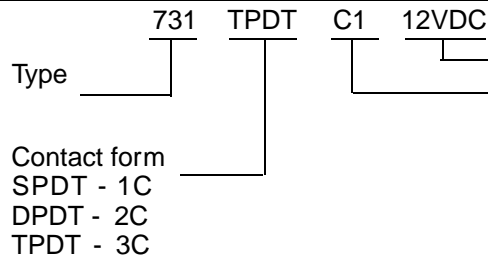 731 TPDT C1 12VDC
Type
Contact form
SPDT - 1C
DPDT - 2C
TPDT - 3C